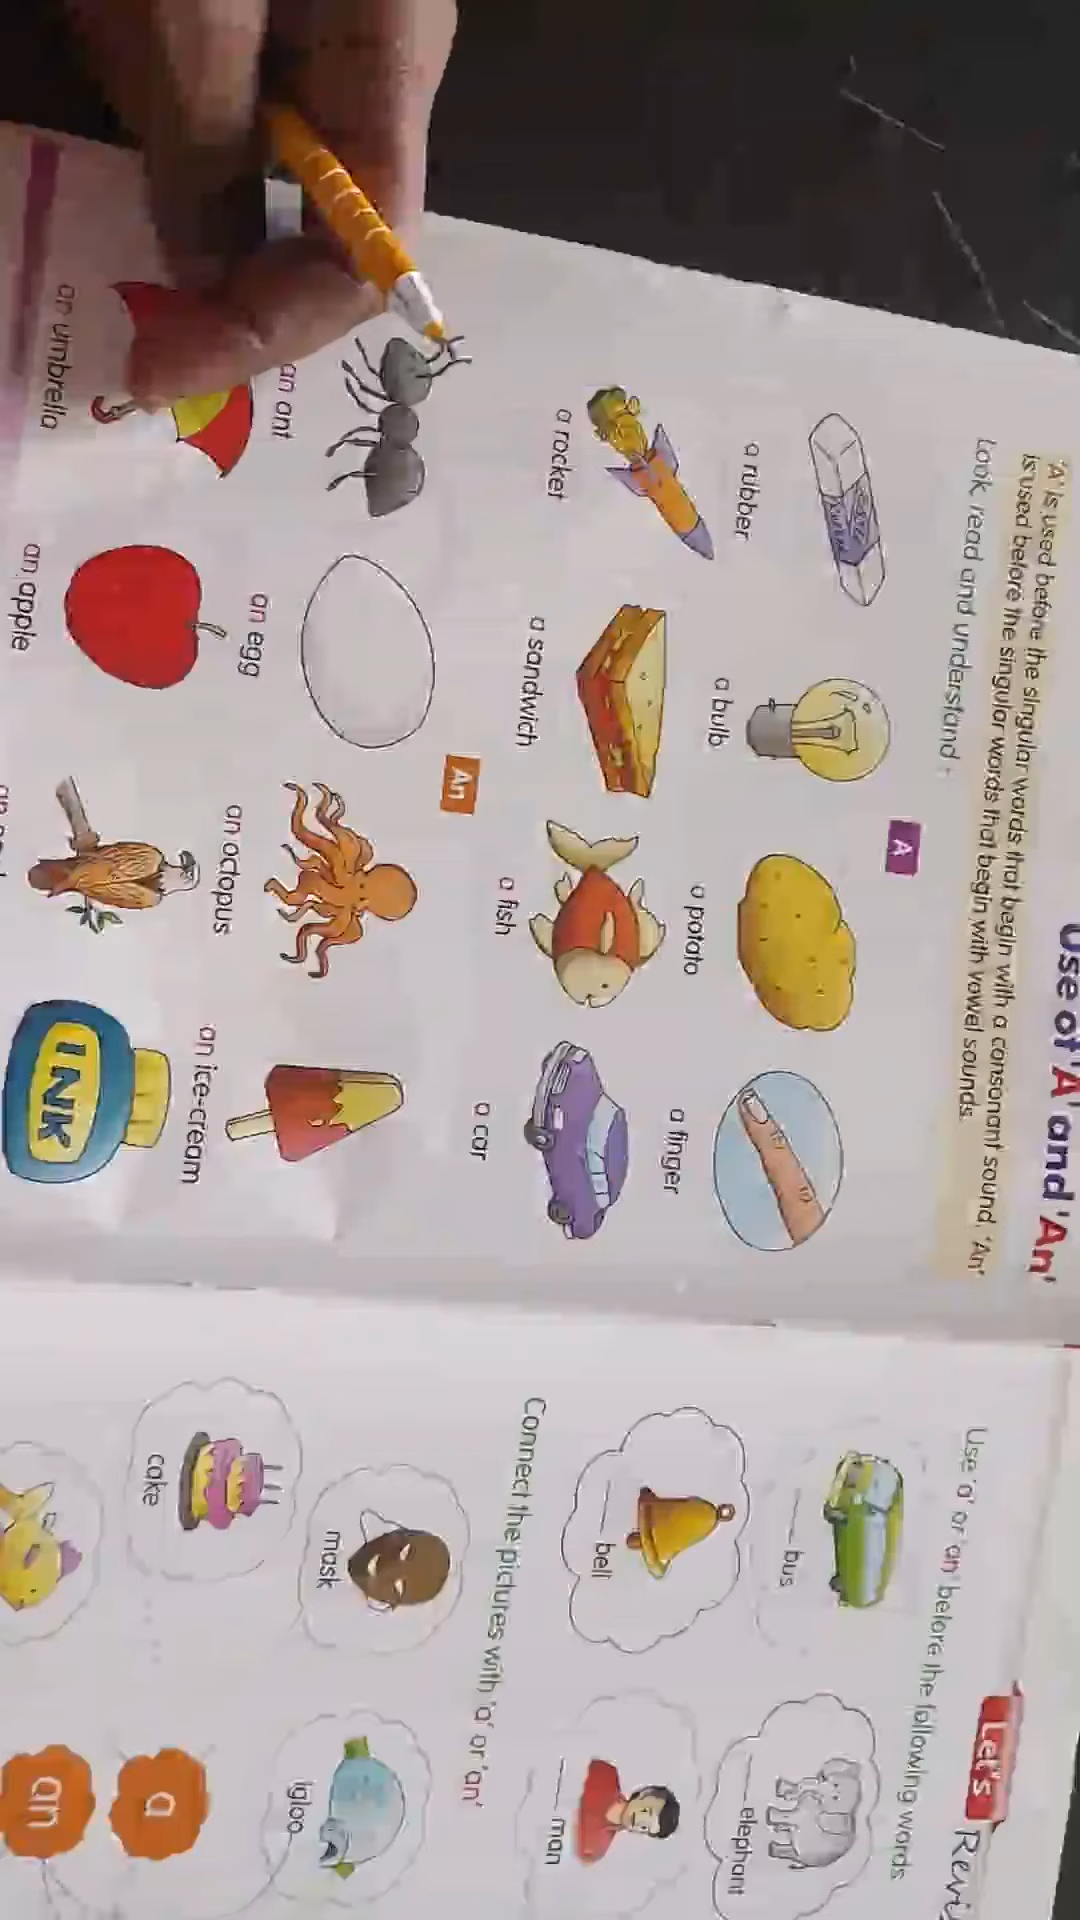 Use of 'A' and 'An'
'A' is used before the singular words that begin with a consonant sound. 'An'
is used before the singular words that begin with vowel sounds.
Look, read and understand -
A
a rubber
a bulb
a potato
a finger
a rocket
a sandwich
a fish
a car
An
an ant
an egg
an octopus
an ice-cream
an umbrella
an apple
INK
Let's
Use 'a' or 'an' before the following words
bus
elephant
bell
man
Connect the pictures with 'a' or 'an'
mask
igloo
cake
a
an